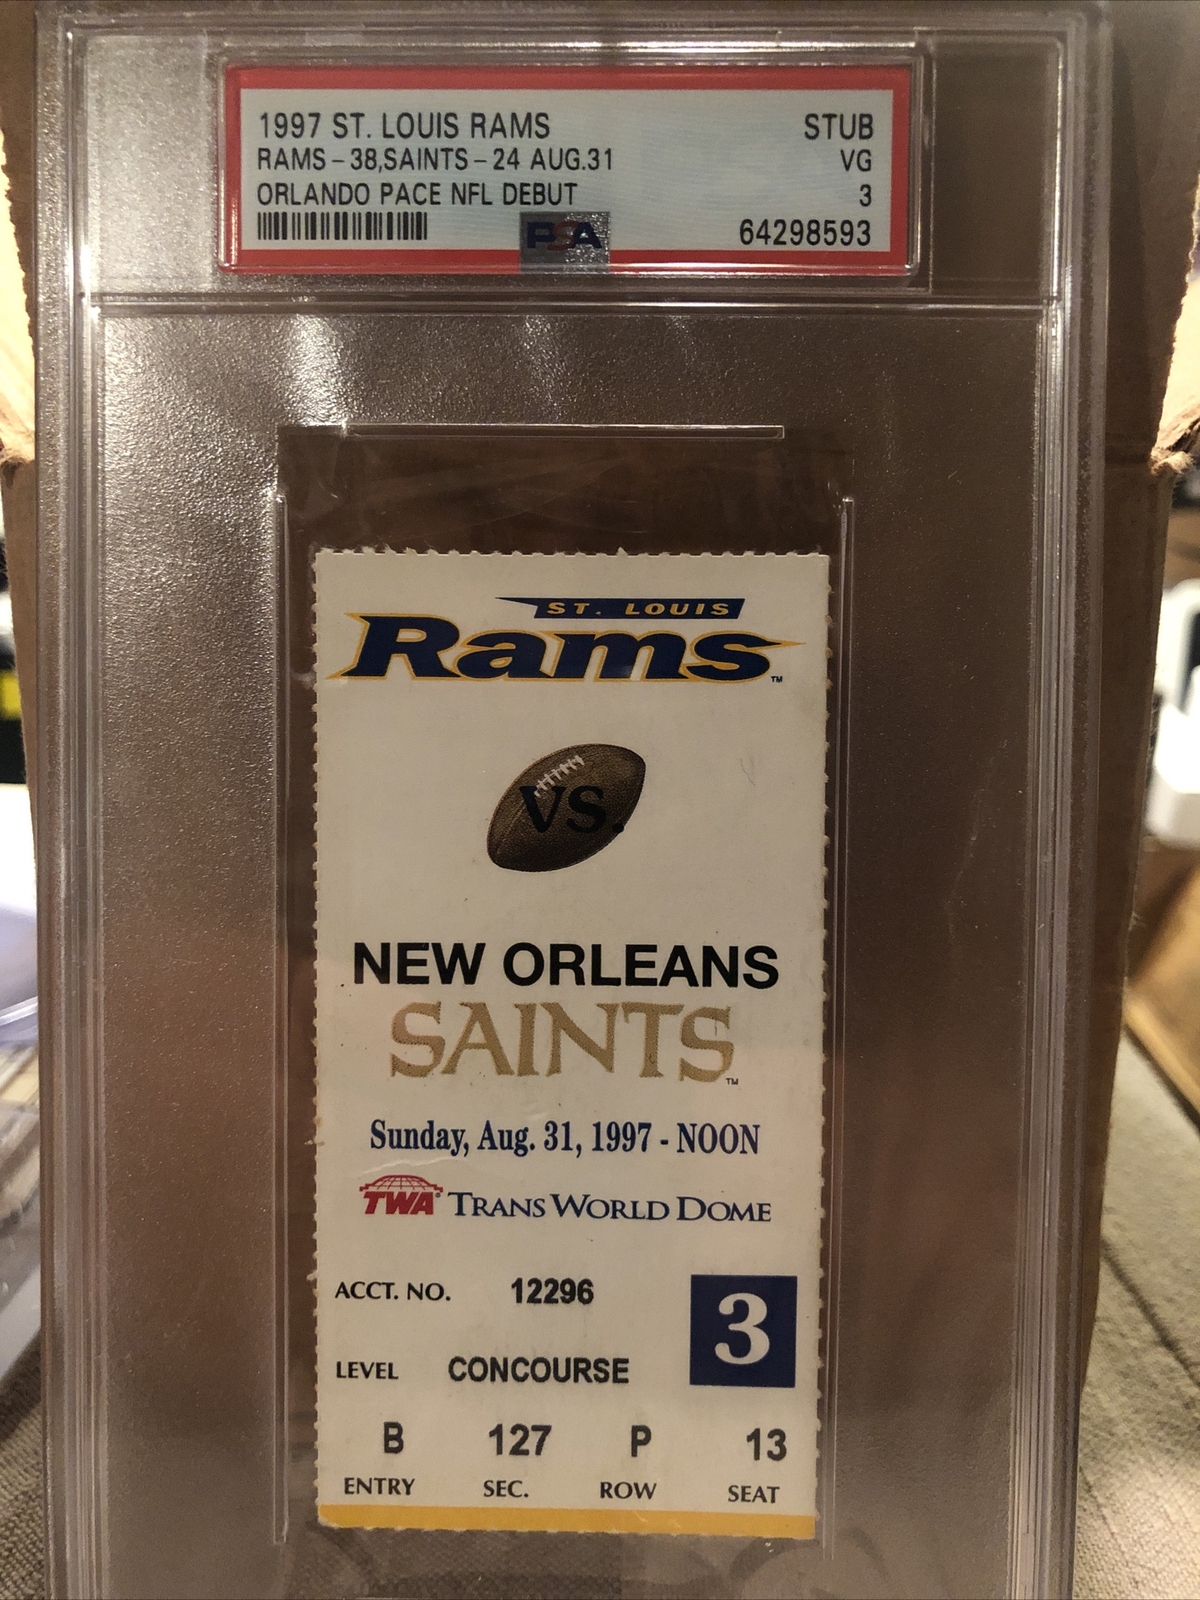 1997 ST. LOUIS RAMS STUB
RAMS-38,SAINTS-24 AUG.31 VG
ORLANDO PACE NFL DEBUT 3
PSA 64298593
ST. LOUIS
Rams™
VS.
NEW ORLEANS
SAINTS™
Sunday, Aug. 31, 1997 - NOON
TWA® TRANS WORLD DOME
ACCT. NO. 12296
3
LEVEL CONCOURSE
B 127 P 13
ENTRY SEC. ROW SEAT